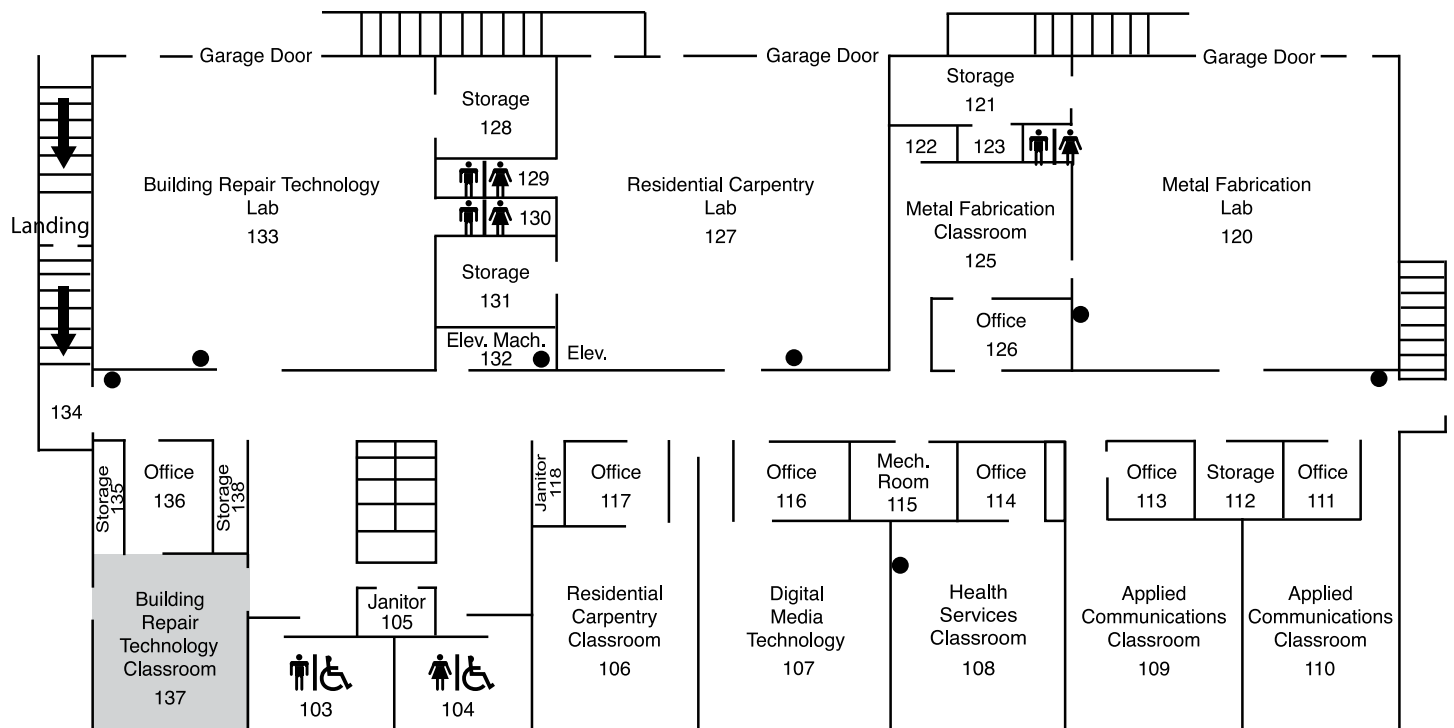 Garage Door
Garage Door
Garage Door
Storage
128
Storage
121
122
123
129
130
Building Repair Technology
Lab
133
Residential Carpentry
Lab
127
Metal Fabrication
Classroom
125
Metal Fabrication
Lab
120
Landing
Storage
131
Office
126
Elev. Mach.
132
Elev.
134
Storage
135
Office
136
Storage
138
Janitor
118
Office
117
Office
116
Mech.
Room
115
Office
114
Office
113
Storage
112
Office
111
Building
Repair
Technology
Classroom
137
Janitor
105
103
104
Residential
Carpentry
Classroom
106
Digital
Media
Technology
107
Health
Services
Classroom
108
Applied
Communications
Classroom
109
Applied
Communications
Classroom
110